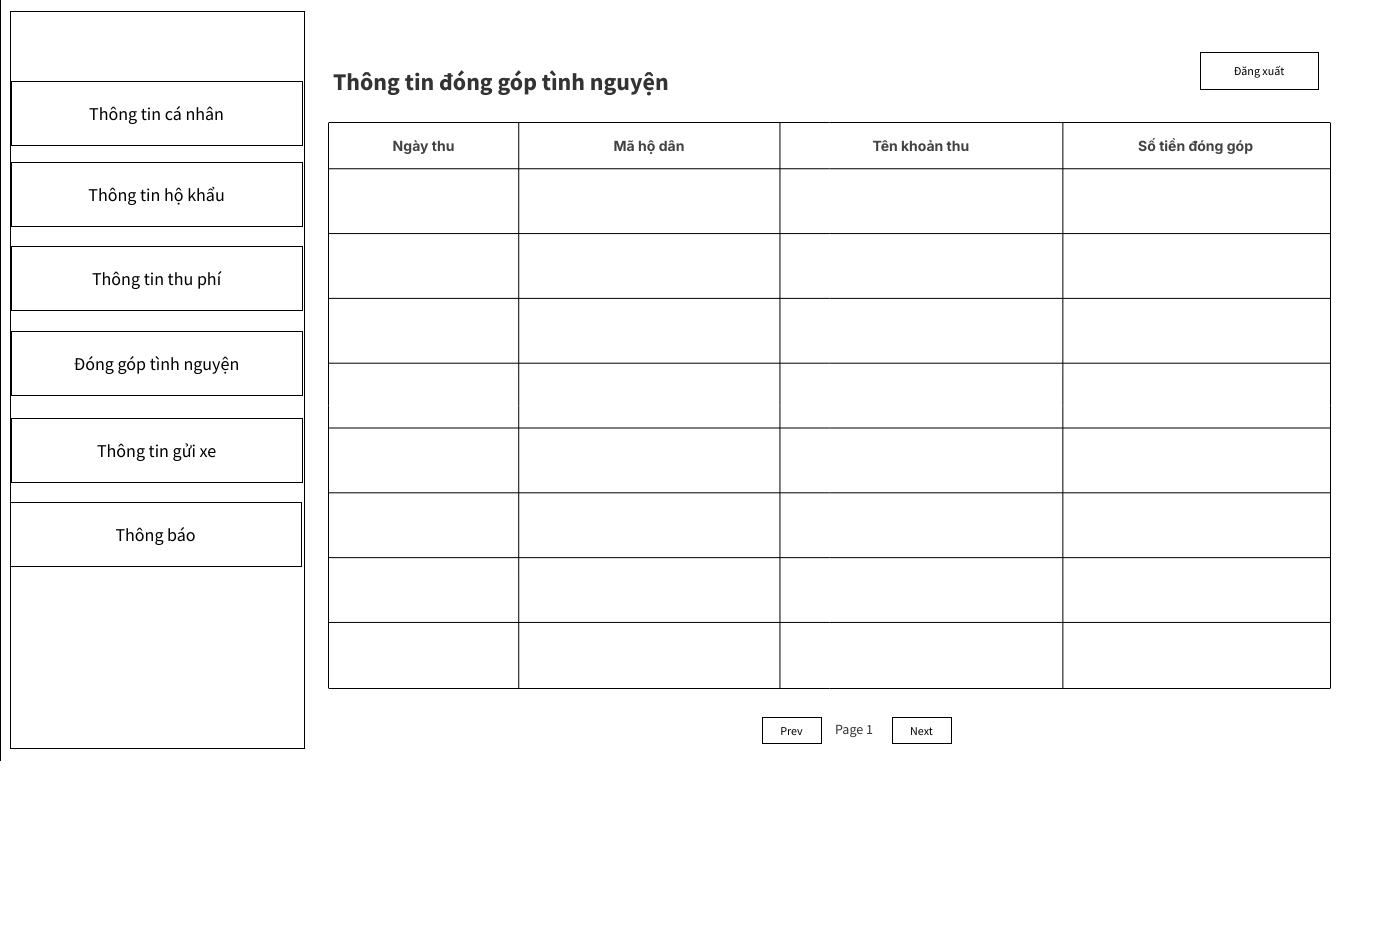 Thông tin cá nhân
Thông tin hộ khẩu
Thông tin thu phí
Đóng góp tình nguyện
Thông tin gửi xe
Thông báo
Thông tin đóng góp tình nguyện
Đăng xuất
Ngày thu Mã hộ dân Tên khoản thu Số tiền đóng góp
Prev Page 1 Next